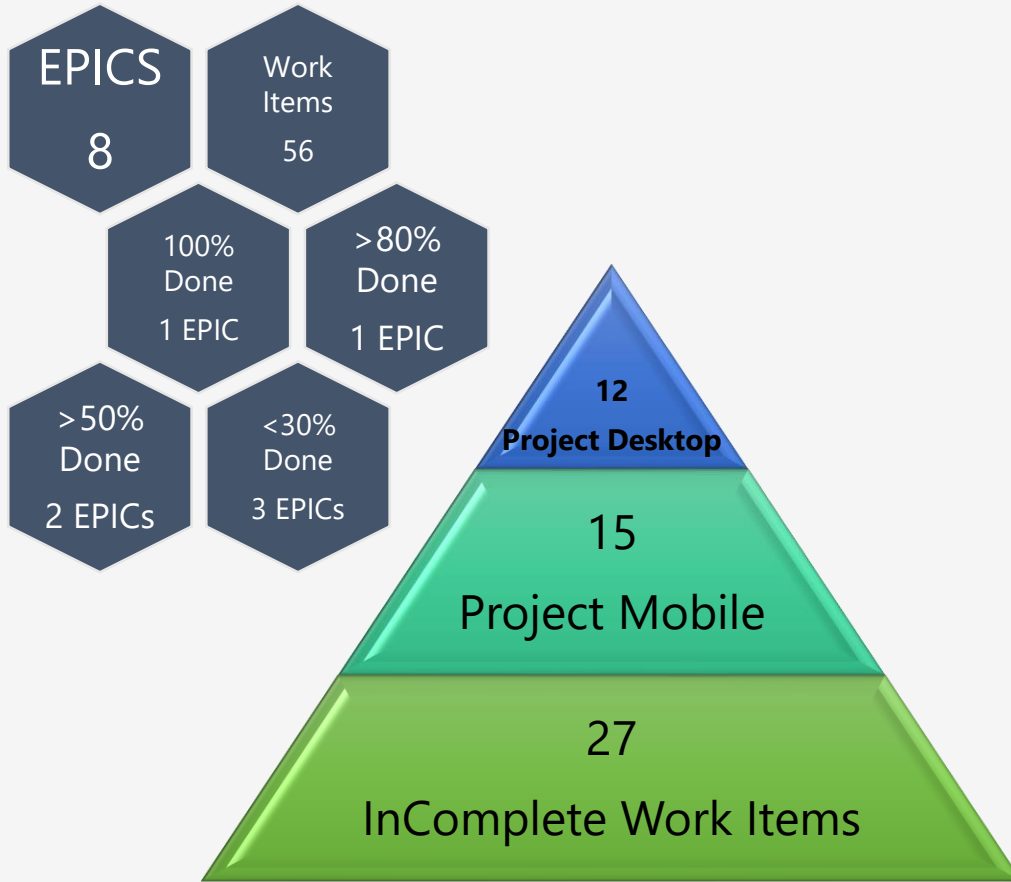 EPICS
8
Work
Items
56
100%
Done
1 EPIC
>80%
Done
1 EPIC
>50%
Done
2 EPICs
<30%
Done
3 EPICs
12
Project Desktop
15
Project Mobile
27
InComplete Work Items